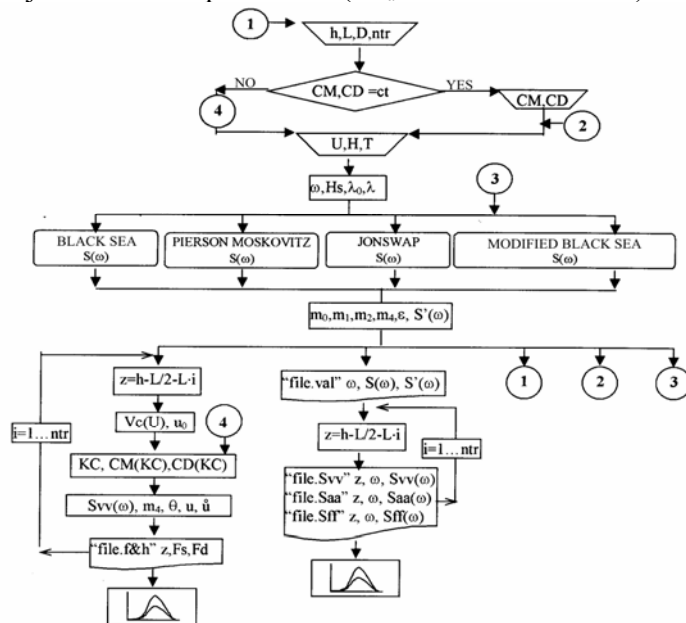 1
h,L,D,ntr
NO
CM,CD =ct
YES
CM,CD
4
2
U,H,T
ω,Hs,λ₀,λ
3
BLACK SEA
S(ω)
PIERSON MOSKOVITZ
S(ω)
JONSWAP
S(ω)
MODIFIED BLACK SEA
S(ω)
m₀,m₁,m₂,m₄,ε, S'(ω)
z=h-L/2-L·i
"file.val" ω, S(ω), S'(ω)
1
2
3
Vc(U), u₀
4
z=h-L/2-L·i
i=1...ntr
i=1...ntr
KC, CM(KC),CD(KC)
"file.Svv" z, ω, Svv(ω)
"file.Saa" z, ω, Saa(ω)
"file.Sff" z, ω, Sff(ω)
Svv(ω), m₄, θ, u, ů
"file.f&h" z,Fs,Fd